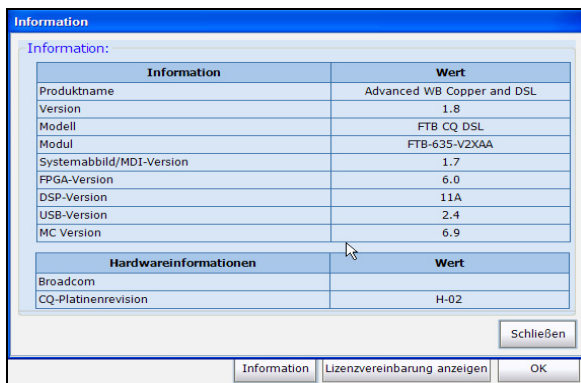 Information
Information:
Information Wert
Produktname Advanced WB Copper and DSL
Version 1.8
Modell FTB CQ DSL
Modul FTB-635-V2XAA
Systemabbild/MDI-Version 1.7
FPGA-Version 6.0
DSP-Version 11A
USB-Version 2.4
MC Version 6.9
Hardwareinformationen Wert
Broadcom
CQ-Platinenrevision H-02
Schließen
Information Lizenzvereinbarung anzeigen OK